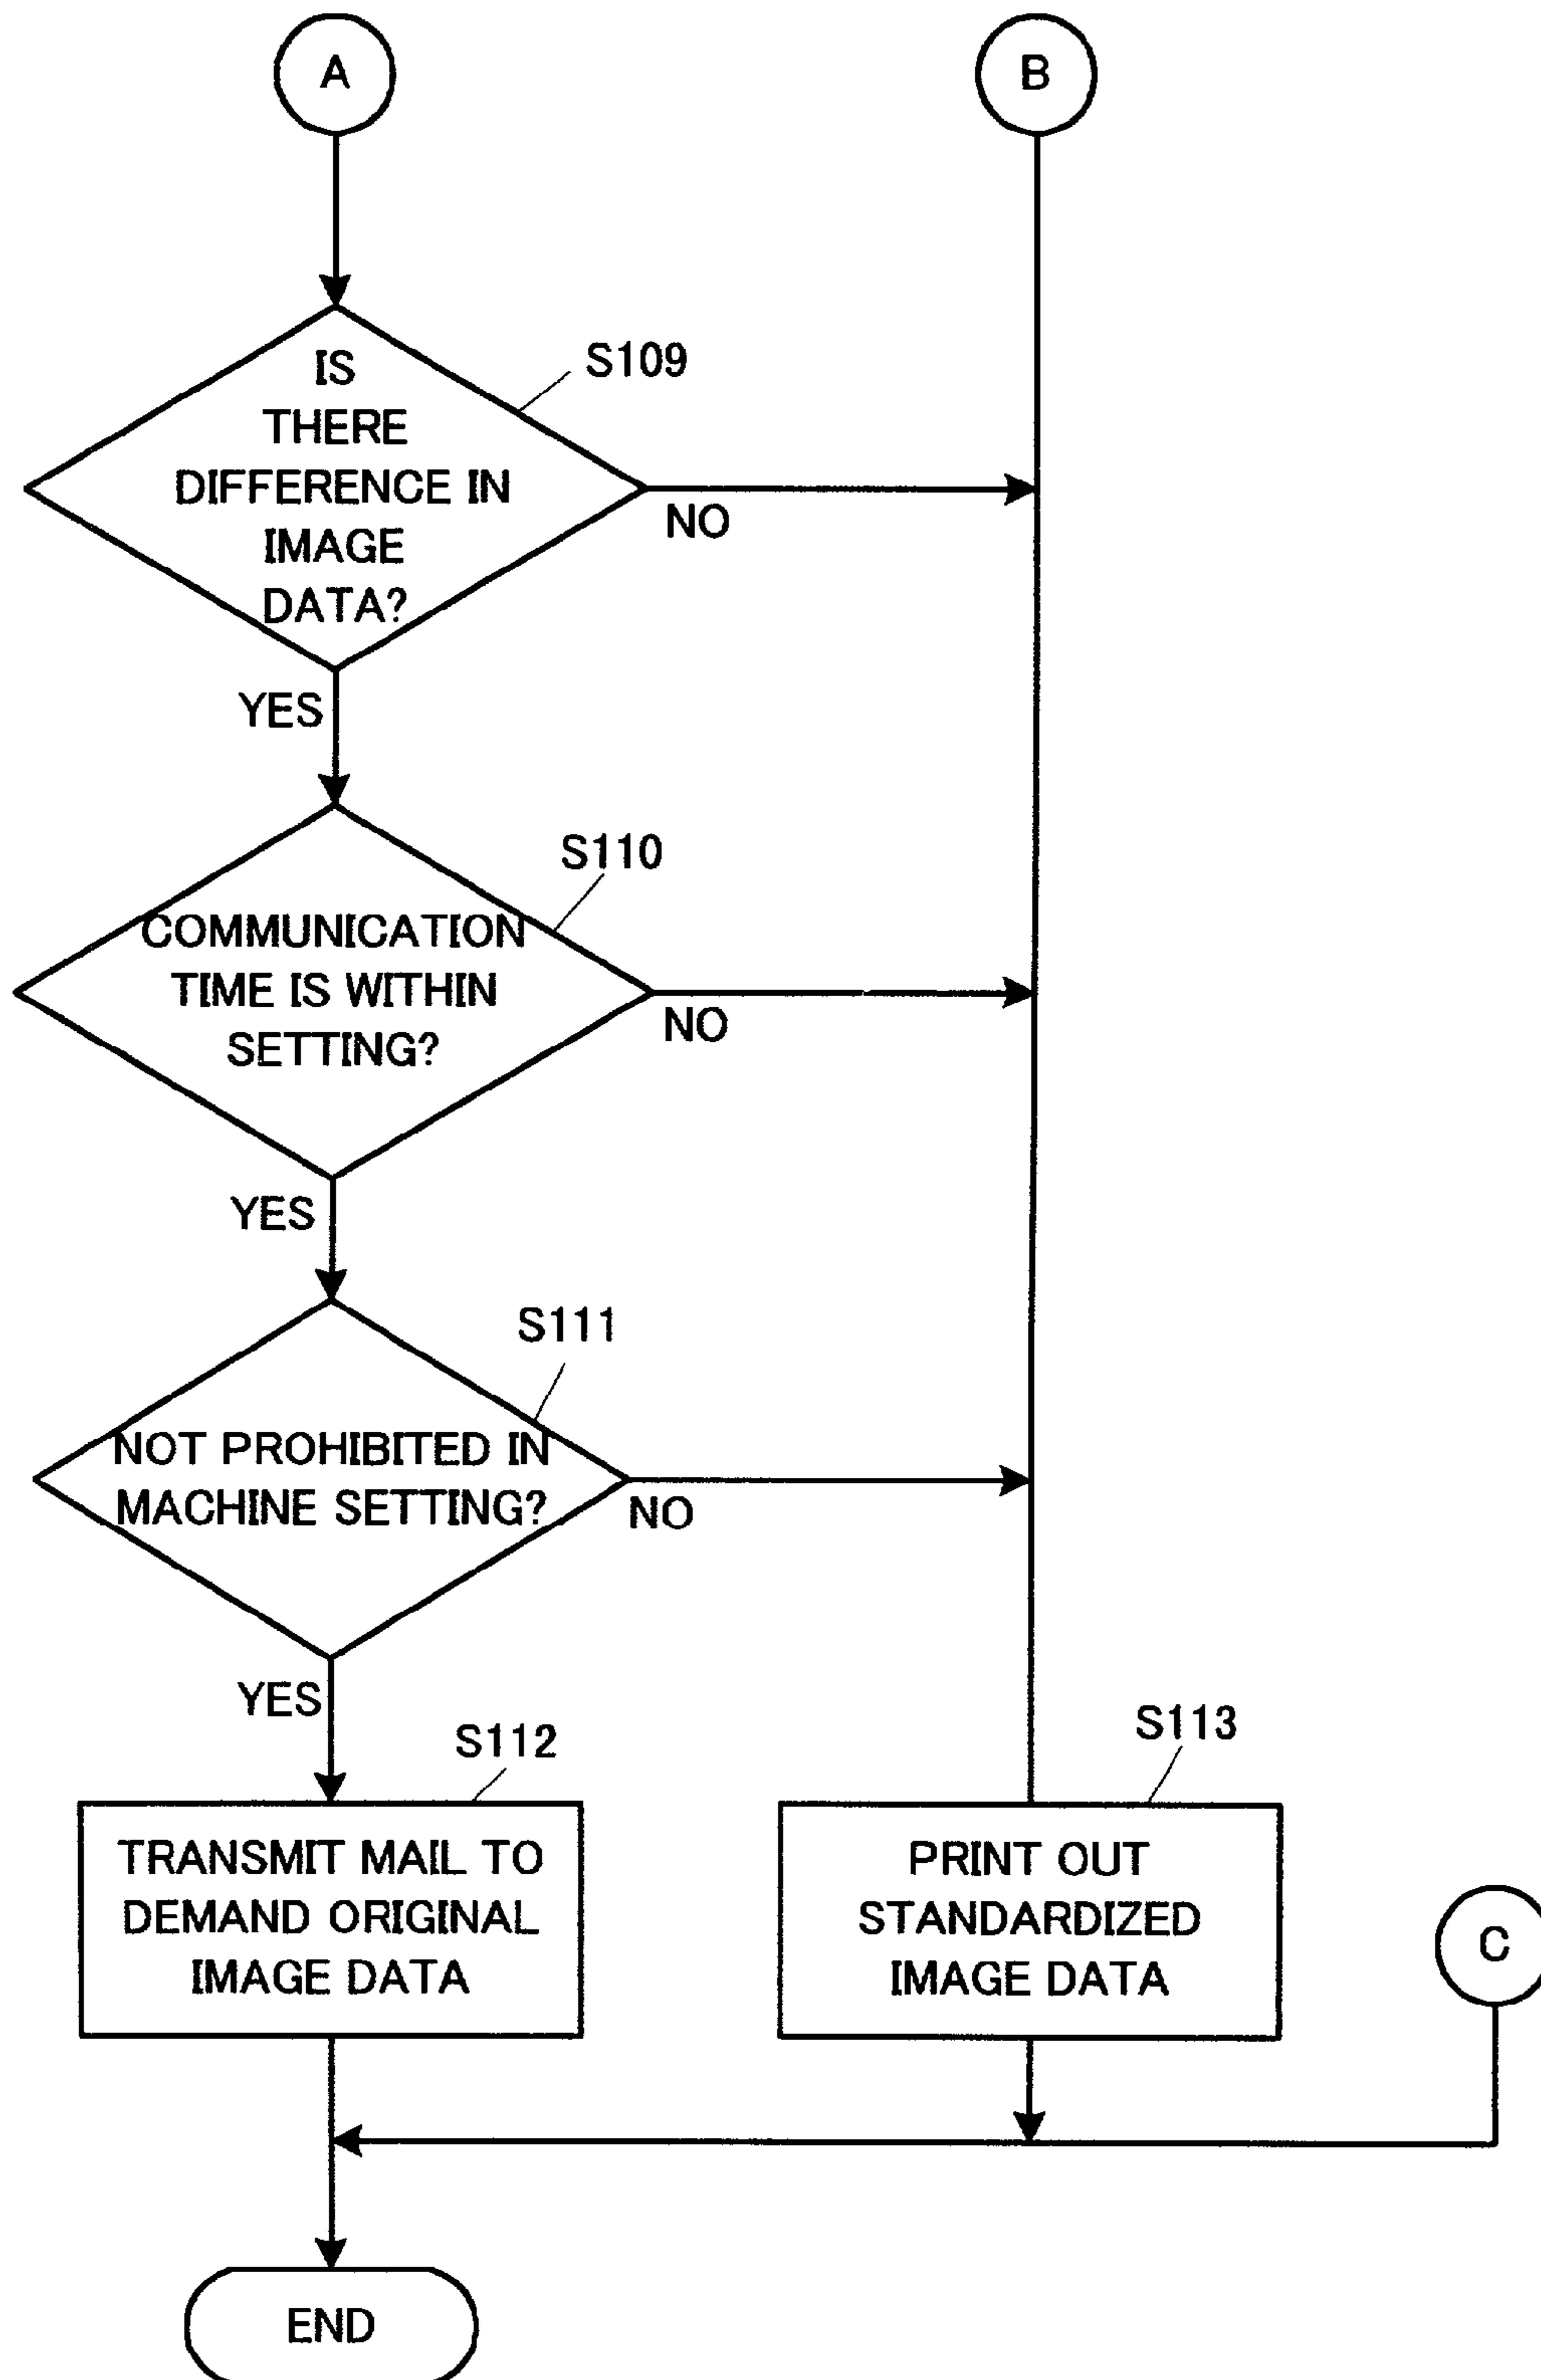 A
B
IS
THERE
DIFFERENCE IN
IMAGE
DATA?
S109
NO
YES
COMMUNICATION
TIME IS WITHIN
SETTING?
S110
NO
YES
NOT PROHIBITED IN
MACHINE SETTING?
S111
NO
YES
S112
TRANSMIT MAIL TO
DEMAND ORIGINAL
IMAGE DATA
S113
PRINT OUT
STANDARDIZED
IMAGE DATA
C
END